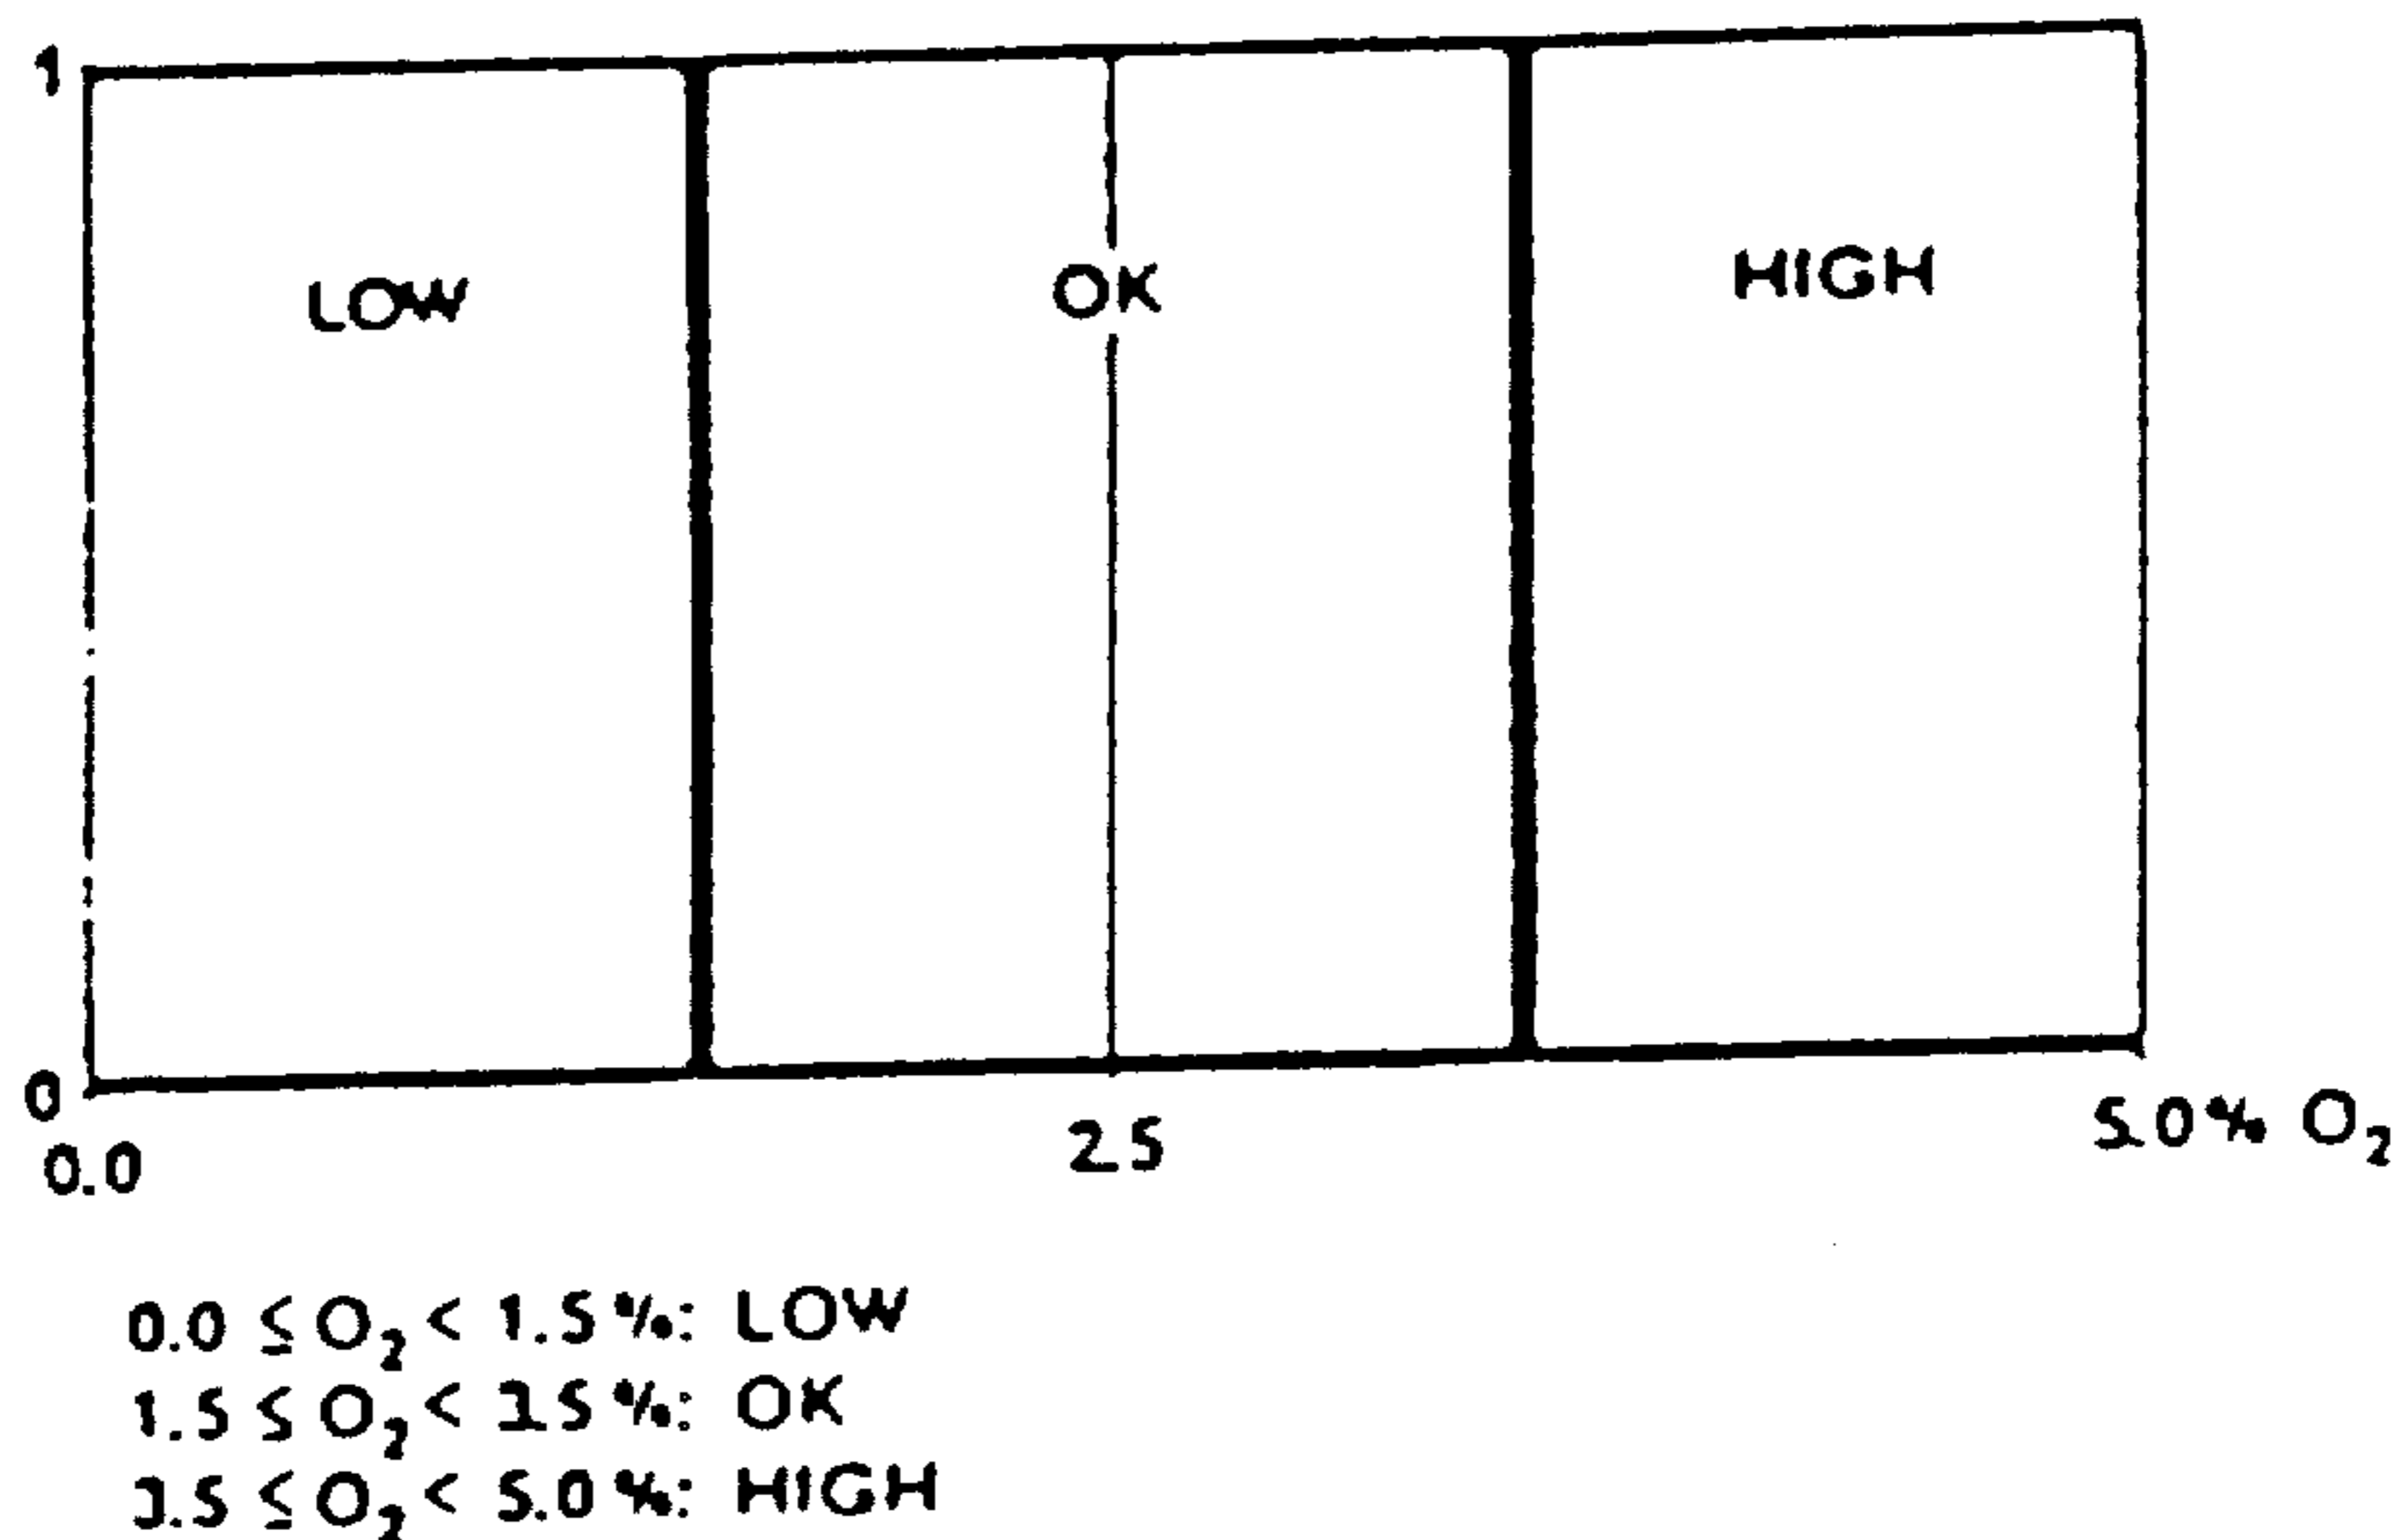 1
LOW OK HIGH
0
0.0 2.5 5.0% O₂
0.0 ≤ O₂ < 1.5%: LOW
1.5 ≤ O₂ < 3.5%: OK
3.5 ≤ O₂ < 5.0%: HIGH